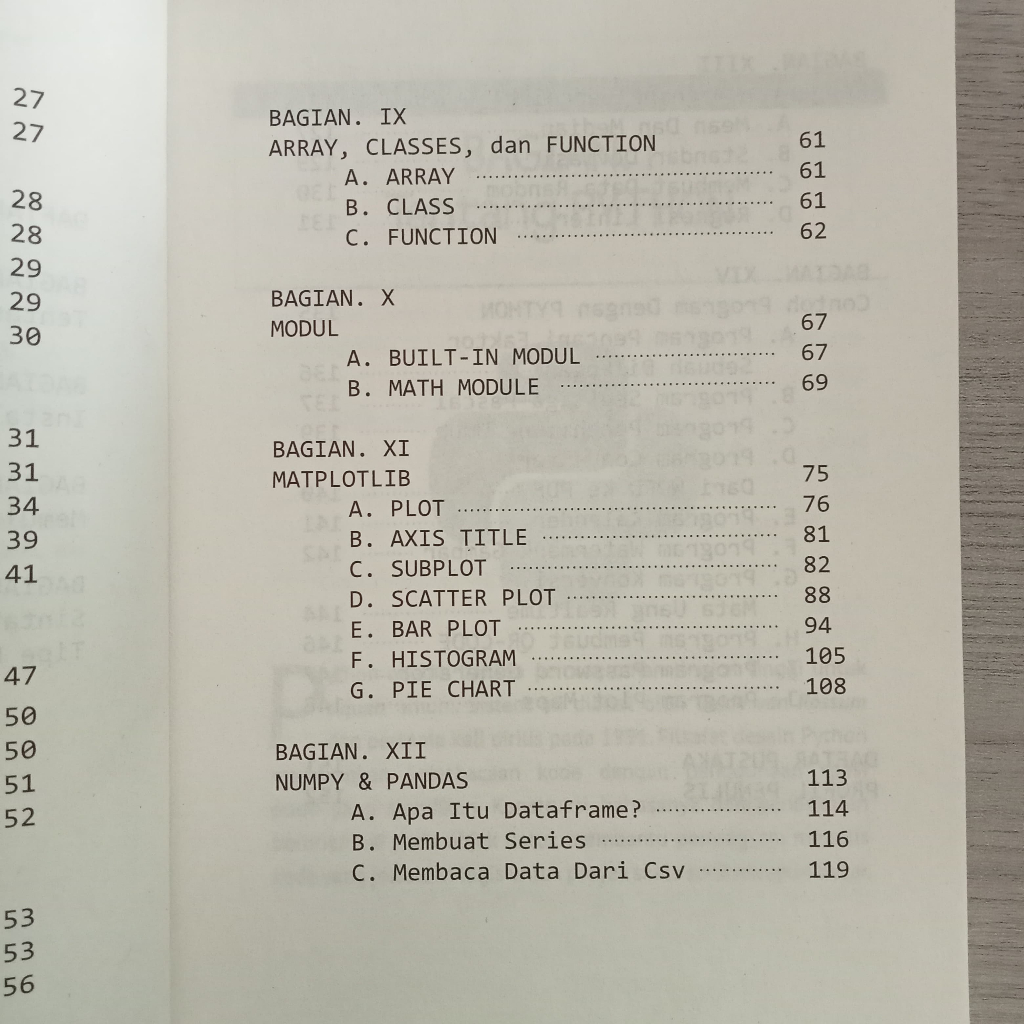 27
27
28
28
29
29
30
31
31
34
39
41
47
50
50
51
52
53
53
56
BAGIAN. IX
ARRAY, CLASSES, dan FUNCTION 61
A. ARRAY 61
B. CLASS 61
C. FUNCTION 62
BAGIAN. X
MODUL 67
A. BUILT-IN MODUL 67
B. MATH MODULE 69
BAGIAN. XI
MATPLOTLIB 75
A. PLOT 76
B. AXIS TITLE 81
C. SUBPLOT 82
D. SCATTER PLOT 88
E. BAR PLOT 94
F. HISTOGRAM 105
G. PIE CHART 108
BAGIAN. XII
NUMPY & PANDAS 113
A. Apa Itu Dataframe? 114
B. Membuat Series 116
C. Membaca Data Dari Csv 119